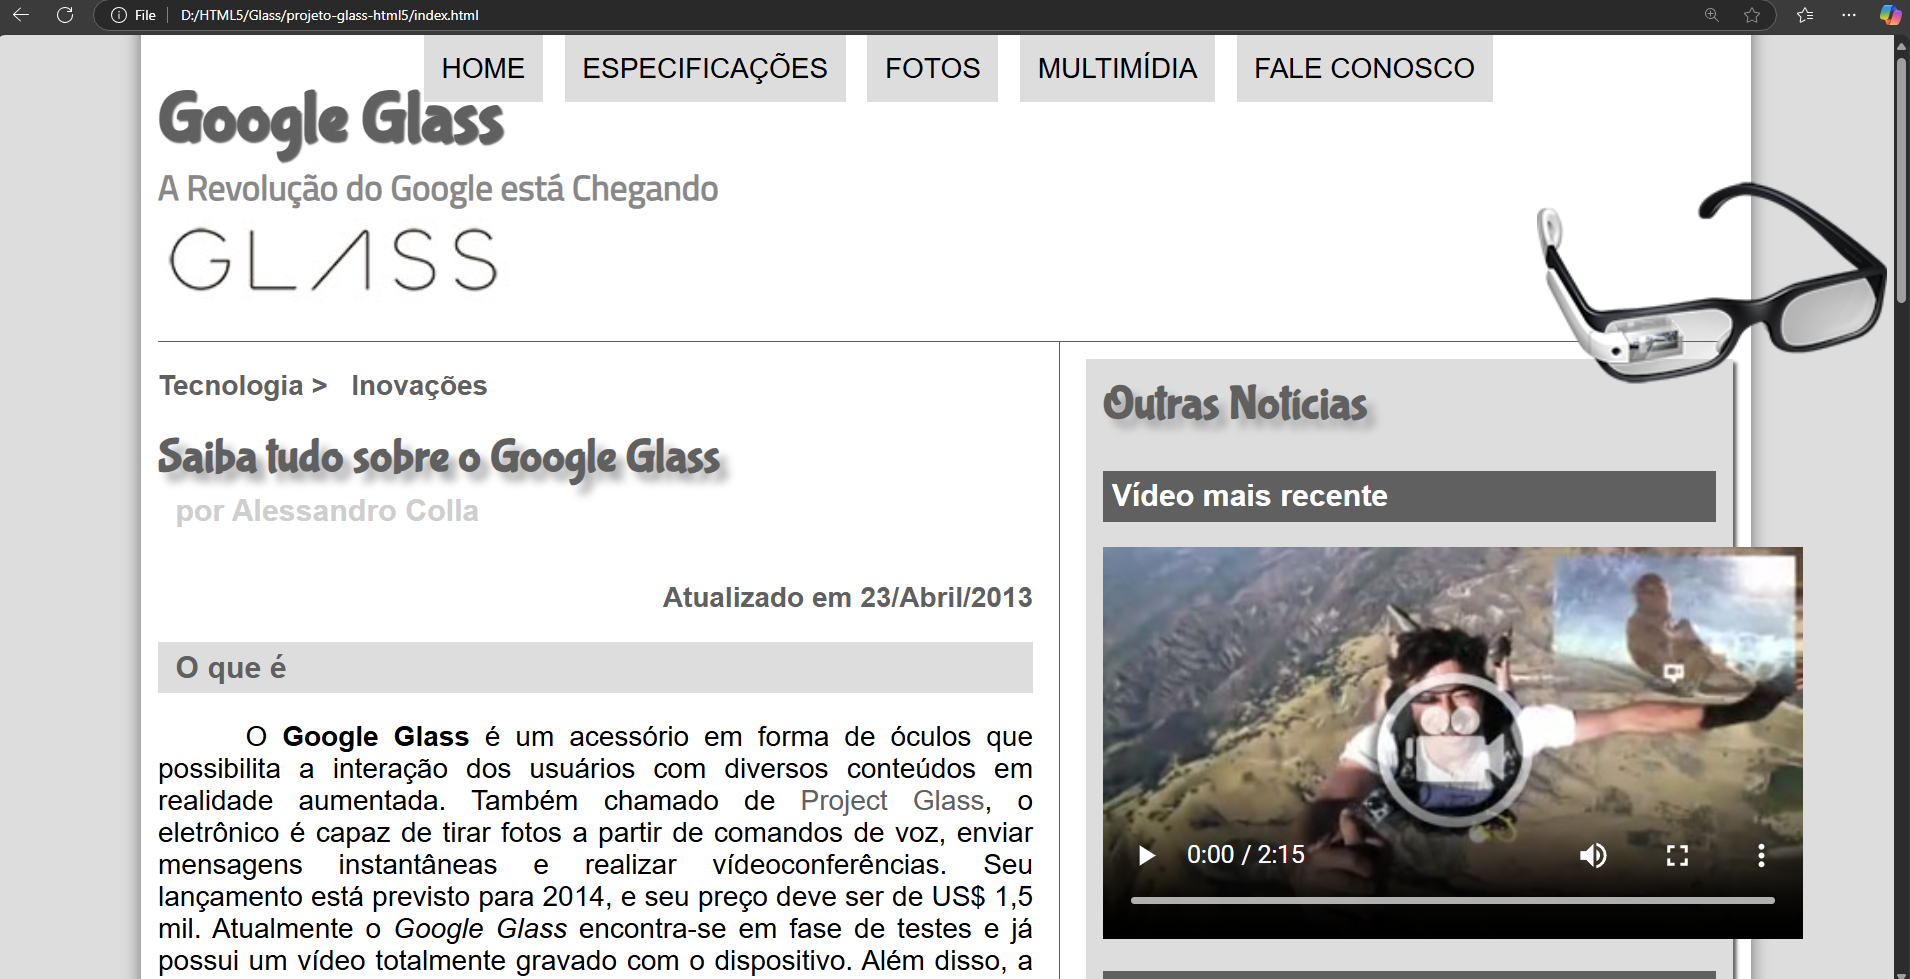 File
D:/HTML5/Glass/projeto-glass-html5/index.html
HOME ESPECIFICAÇÕES FOTOS MULTIMÍDIA FALE CONOSCO
Google Glass
A Revolução do Google está Chegando
GLASS
Tecnologia > Inovações
Saiba tudo sobre o Google Glass
por Alessandro Colla
Atualizado em 23/Abril/2013
O que é
O Google Glass é um acessório em forma de óculos que
possibilita a interação dos usuários com diversos conteúdos em
realidade aumentada. Também chamado de Project Glass, o
eletrônico é capaz de tirar fotos a partir de comandos de voz, enviar
mensagens instantâneas e realizar vídeoconferências. Seu
lançamento está previsto para 2014, e seu preço deve ser de US$ 1,5
mil. Atualmente o Google Glass encontra-se em fase de testes e já
possui um vídeo totalmente gravado com o dispositivo. Além disso, a
Outras Notícias
Vídeo mais recente
0:00 / 2:15